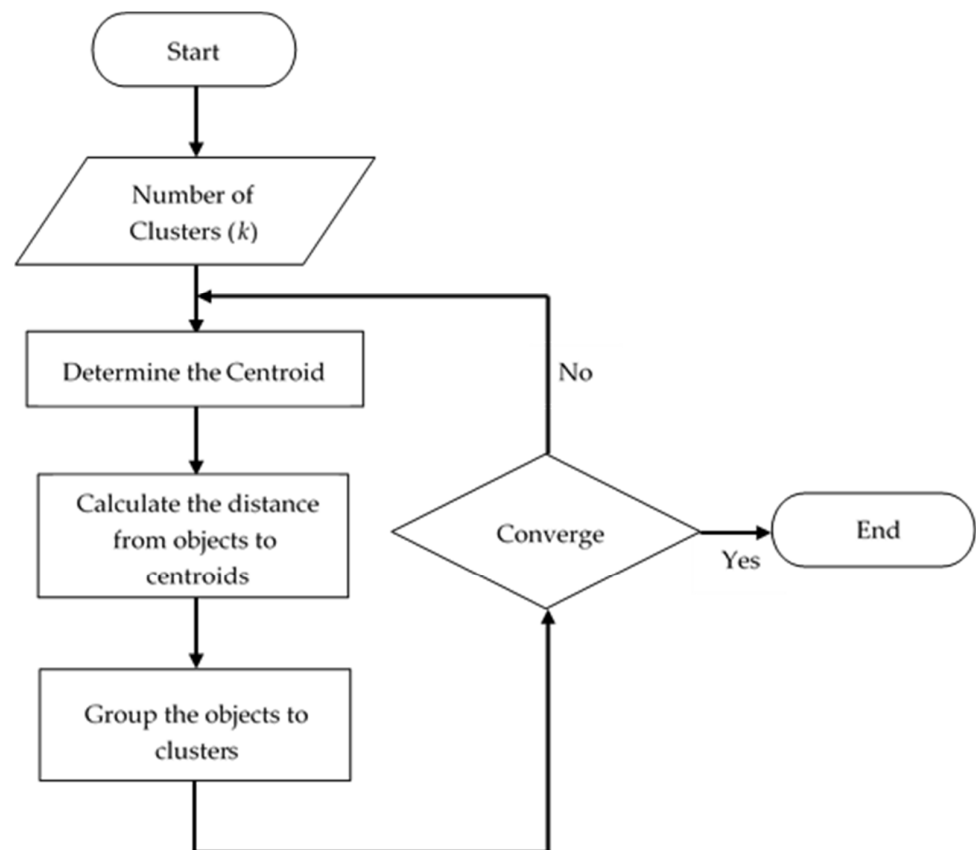 Start
Number of
Clusters (k)
Determine the Centroid
Calculate the distance
from objects to
centroids
Group the objects to
clusters
No
Converge
Yes
End